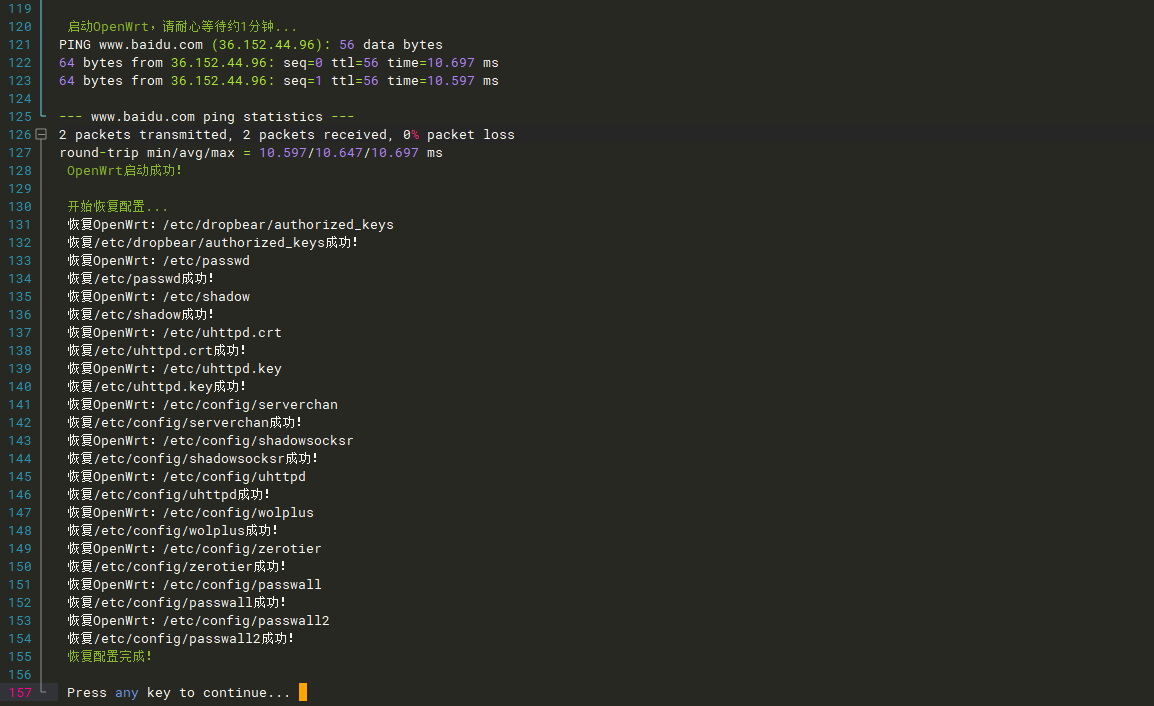 119
120 启动OpenWrt，请耐心等待约1分钟...
121 PING www.baidu.com (36.152.44.96): 56 data bytes
122 64 bytes from 36.152.44.96: seq=0 ttl=56 time=10.697 ms
123 64 bytes from 36.152.44.96: seq=1 ttl=56 time=10.597 ms
124
125 --- www.baidu.com ping statistics ---
126 2 packets transmitted, 2 packets received, 0% packet loss
127 round-trip min/avg/max = 10.597/10.647/10.697 ms
128 OpenWrt启动成功!
129
130 开始恢复配置...
131 恢复OpenWrt: /etc/dropbear/authorized_keys
132 恢复/etc/dropbear/authorized_keys成功!
133 恢复OpenWrt: /etc/passwd
134 恢复/etc/passwd成功!
135 恢复OpenWrt: /etc/shadow
136 恢复/etc/shadow成功!
137 恢复OpenWrt: /etc/uhttpd.crt
138 恢复/etc/uhttpd.crt成功!
139 恢复OpenWrt: /etc/uhttpd.key
140 恢复/etc/uhttpd.key成功!
141 恢复OpenWrt: /etc/config/serverchan
142 恢复/etc/config/serverchan成功!
143 恢复OpenWrt: /etc/config/shadowsocksr
144 恢复/etc/config/shadowsocksr成功!
145 恢复OpenWrt: /etc/config/uhttpd
146 恢复/etc/config/uhttpd成功!
147 恢复OpenWrt: /etc/config/wolplus
148 恢复/etc/config/wolplus成功!
149 恢复OpenWrt: /etc/config/zerotier
150 恢复/etc/config/zerotier成功!
151 恢复OpenWrt: /etc/config/passwall
152 恢复/etc/config/passwall成功!
153 恢复OpenWrt: /etc/config/passwall2
154 恢复/etc/config/passwall2成功!
155 恢复配置完成!
156
157 Press any key to continue...